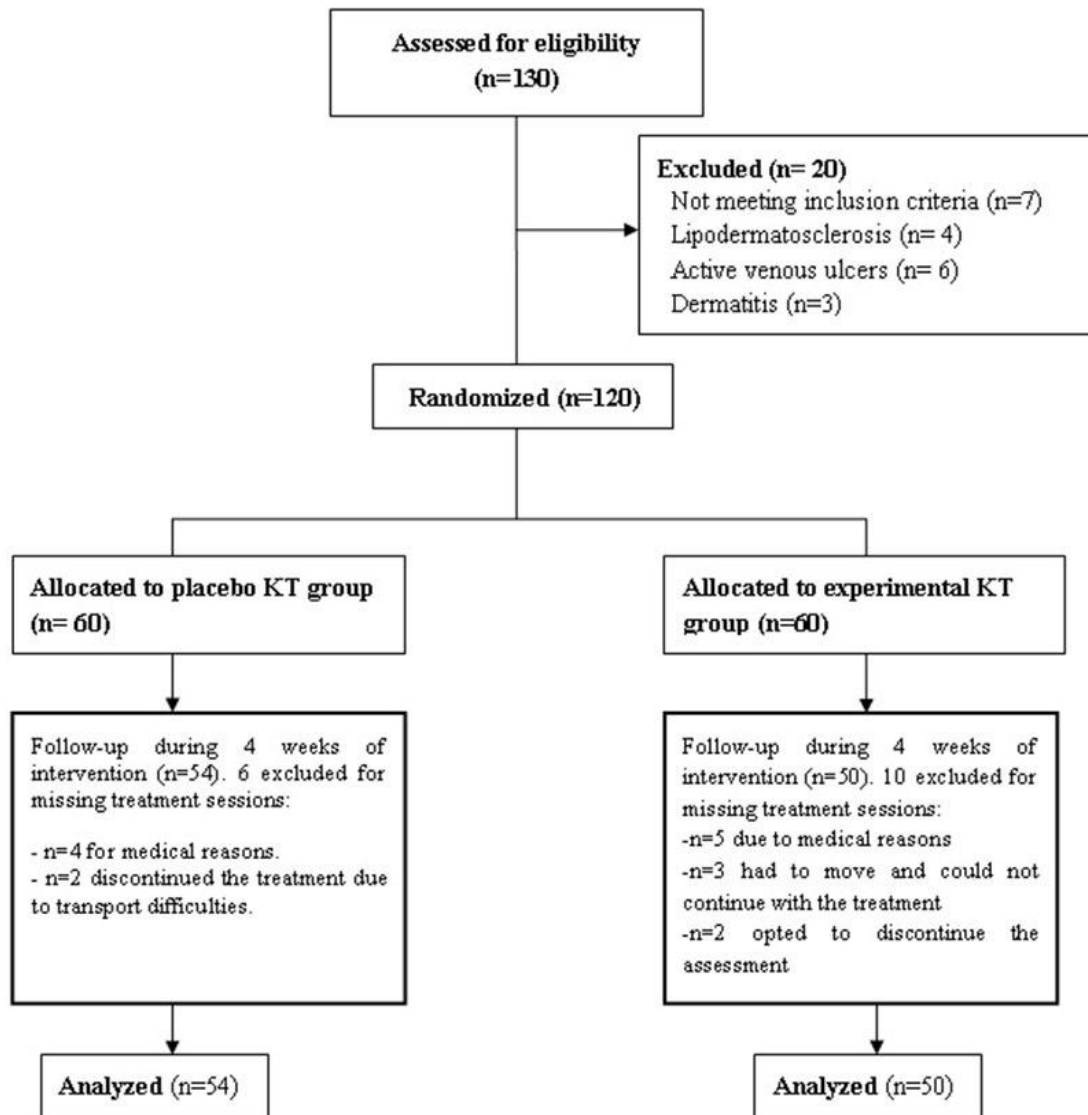 Assessed for eligibility
(n=130)
Excluded (n= 20)
Not meeting inclusion criteria (n=7)
Lipodermatosclerosis (n= 4)
Active venous ulcers (n= 6)
Dermatitis (n=3)
Randomized (n=120)
Allocated to placebo KT group
(n= 60)
Allocated to experimental KT
group (n=60)
Follow-up during 4 weeks of
intervention (n=54). 6 excluded for
missing treatment sessions:
- n=4 for medical reasons.
- n=2 discontinued the treatment due
to transport difficulties.
Follow-up during 4 weeks of
intervention (n=50). 10 excluded for
missing treatment sessions:
-n=5 due to medical reasons
-n=3 had to move and could not
continue with the treatment
-n=2 opted to discontinue the
assessment
Analyzed (n=54)
Analyzed (n=50)